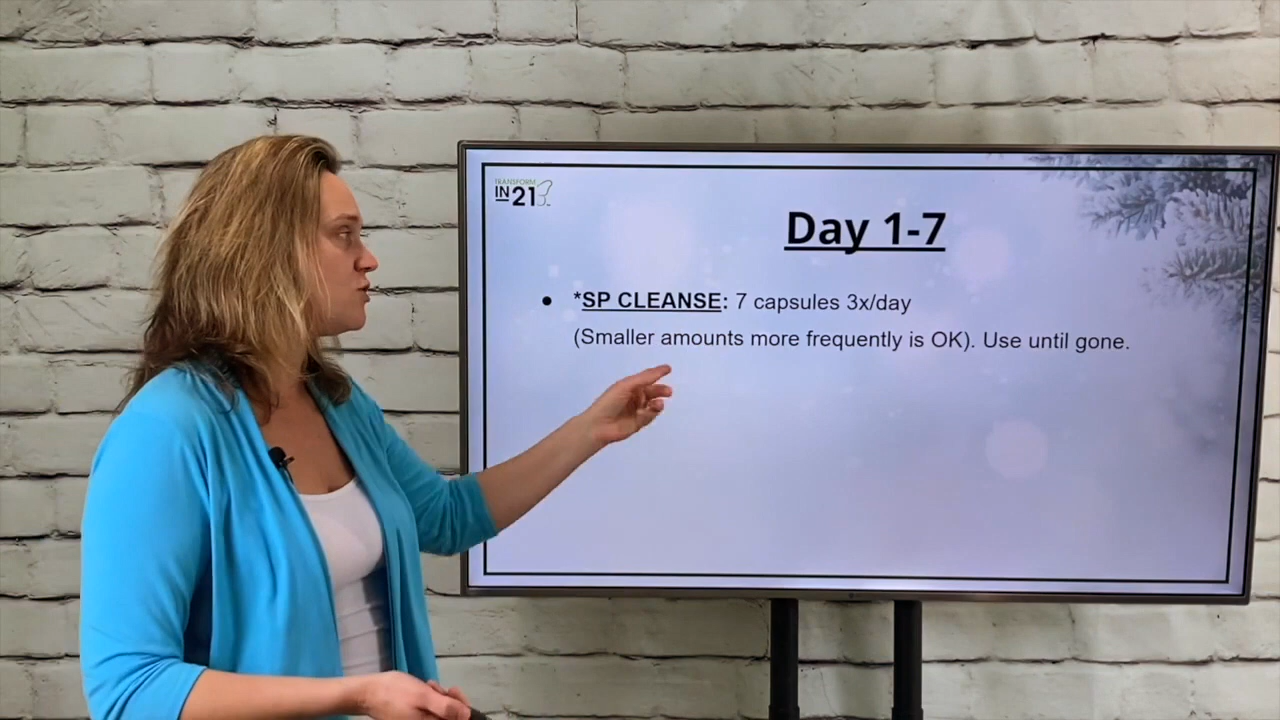 TRANSFORM
IN 21
Day 1-7
• *SP CLEANSE: 7 capsules 3x/day
(Smaller amounts more frequently is OK). Use until gone.